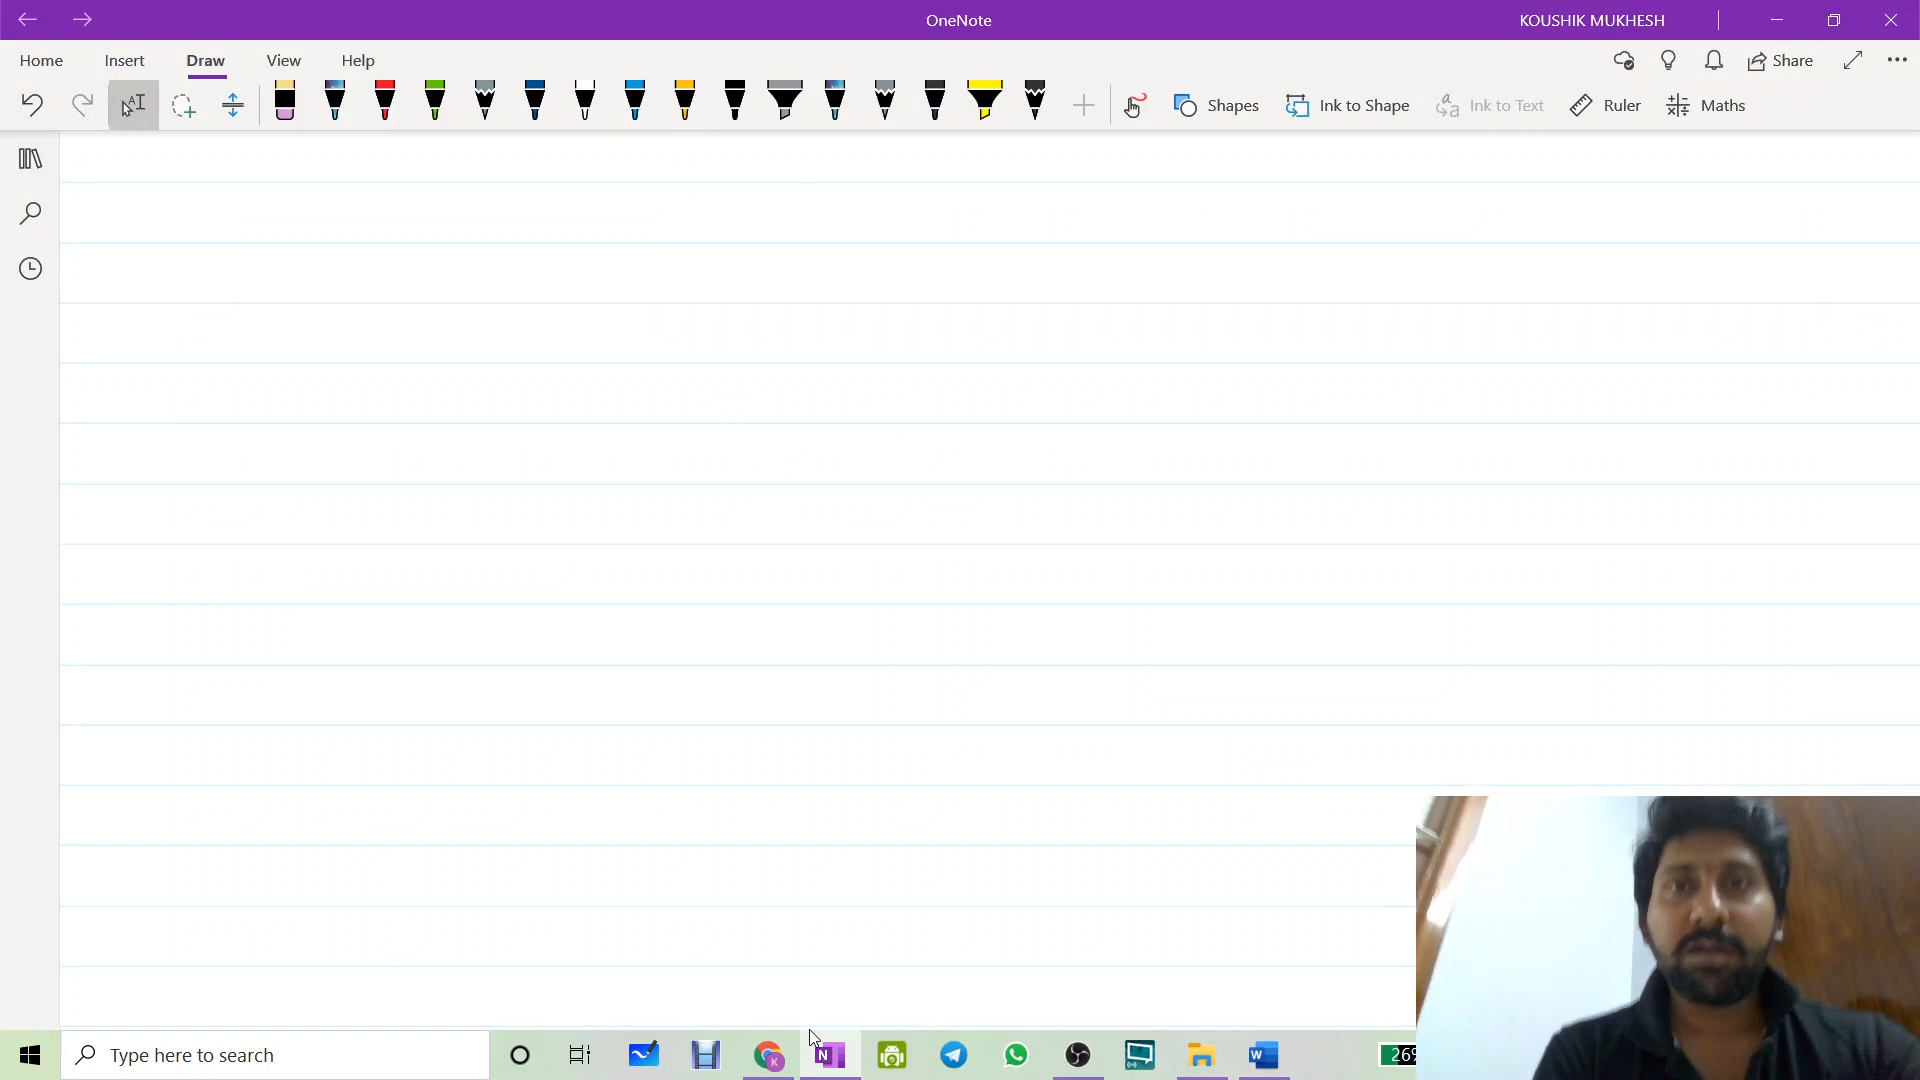 OneNote
KOUSHIK MUKHESH
Home
Insert
Draw
View
Help
Share
Shapes
Ink to Shape
Ink to Text
Ruler
Maths
Type here to search